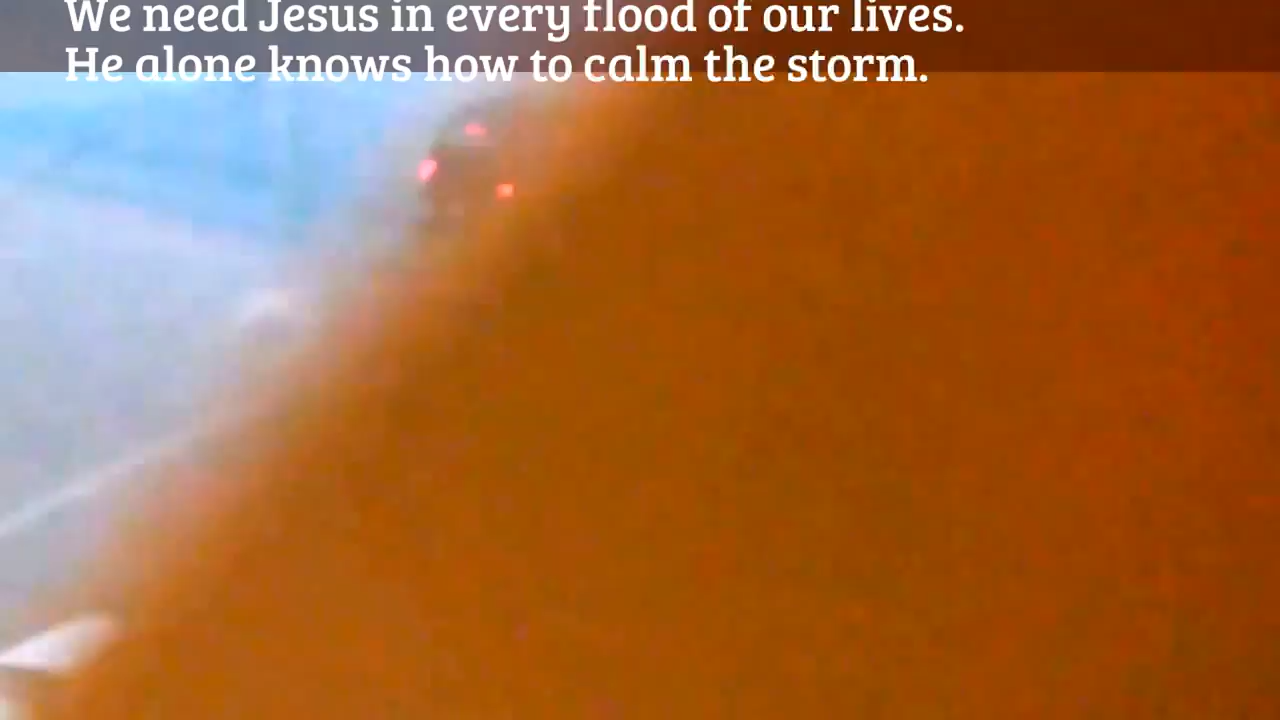 We need Jesus in every flood of our lives.
He alone knows how to calm the storm.